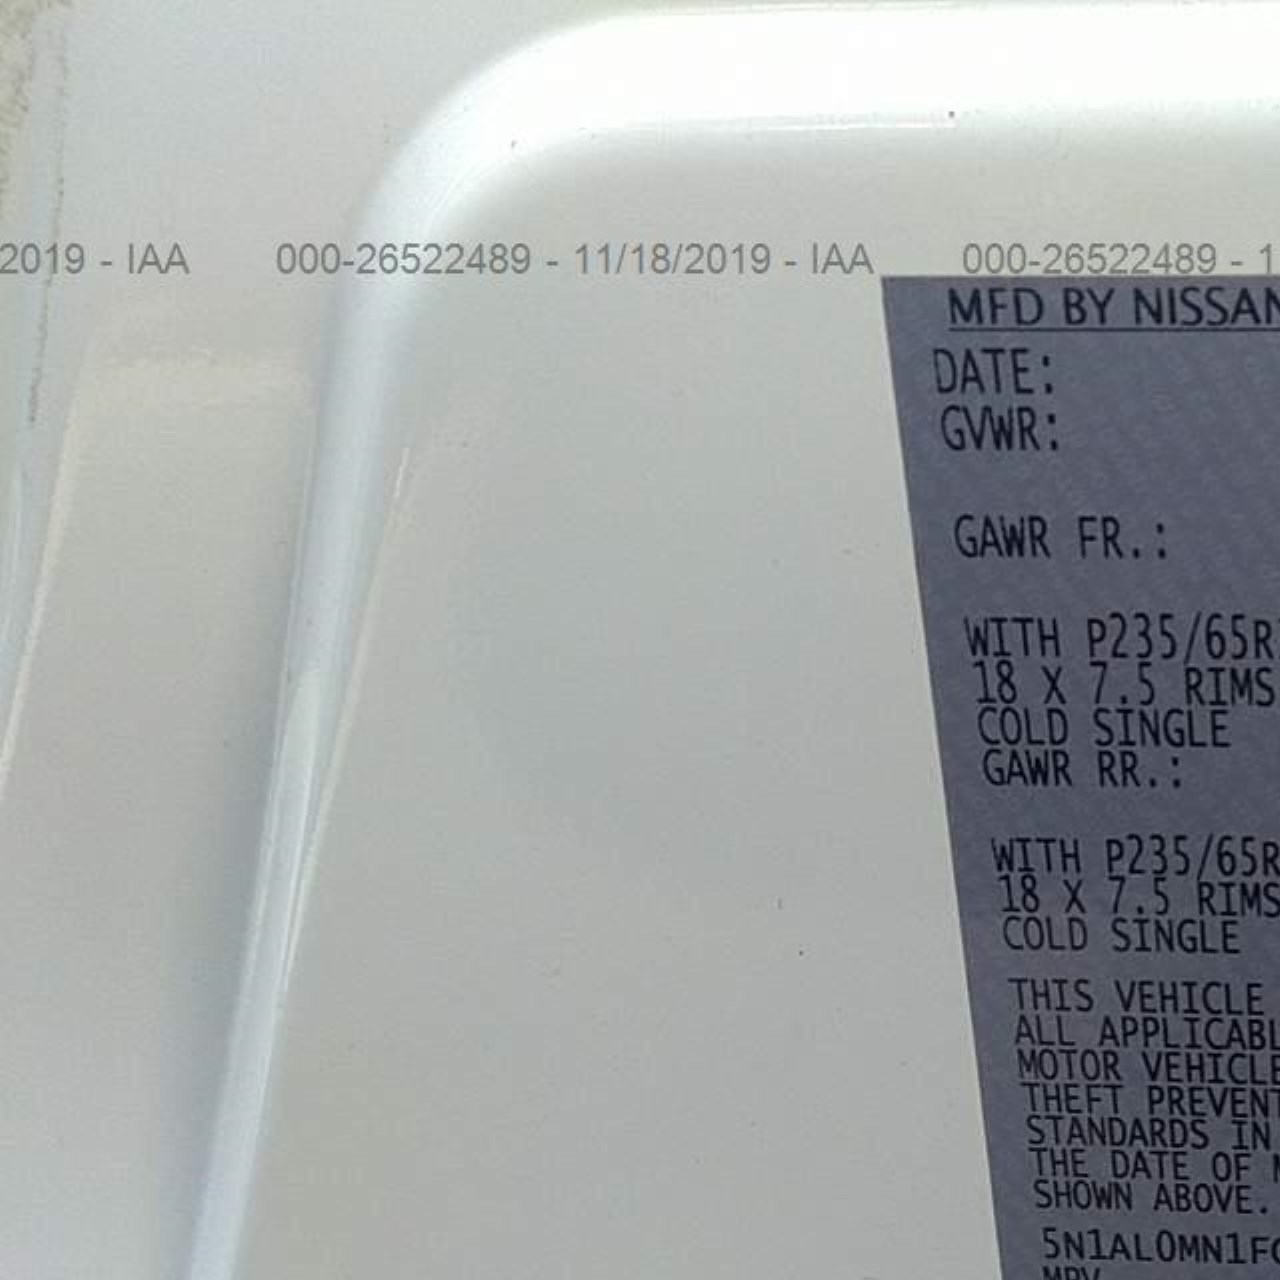 2019 - IAA 000-26522489 - 11/18/2019 - IAA 000-26522489 - 1
MFD BY NISSAN
DATE:
GVWR:
GAWR FR.:
WITH P235/65R
18 X 7.5 RIMS
COLD SINGLE
GAWR RR.:
WITH P235/65R
18 X 7.5 RIMS
COLD SINGLE
THIS VEHICLE
ALL APPLICABL
MOTOR VEHICLE
THEFT PREVENT
STANDARDS IN
THE DATE OF
SHOWN ABOVE.
5N1AL0MN1F
MPV